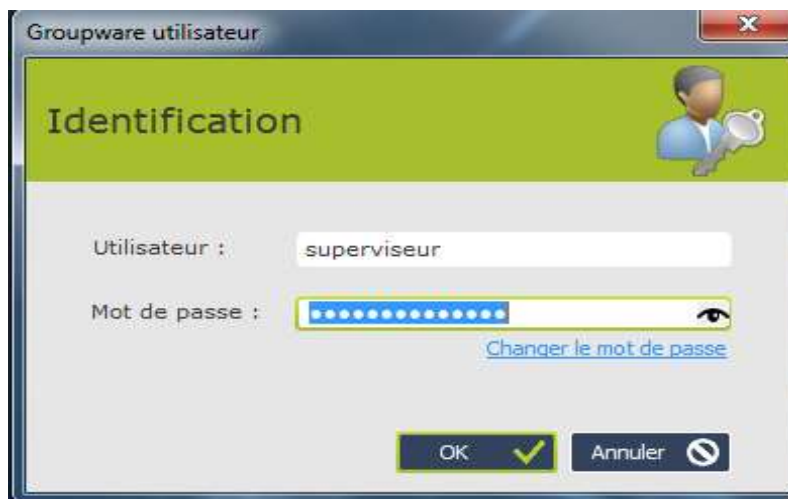 Groupware utilisateur
Identification
Utilisateur : superviseur
Mot de passe : ••••••••••••••
Changer le mot de passe
OK Annuler